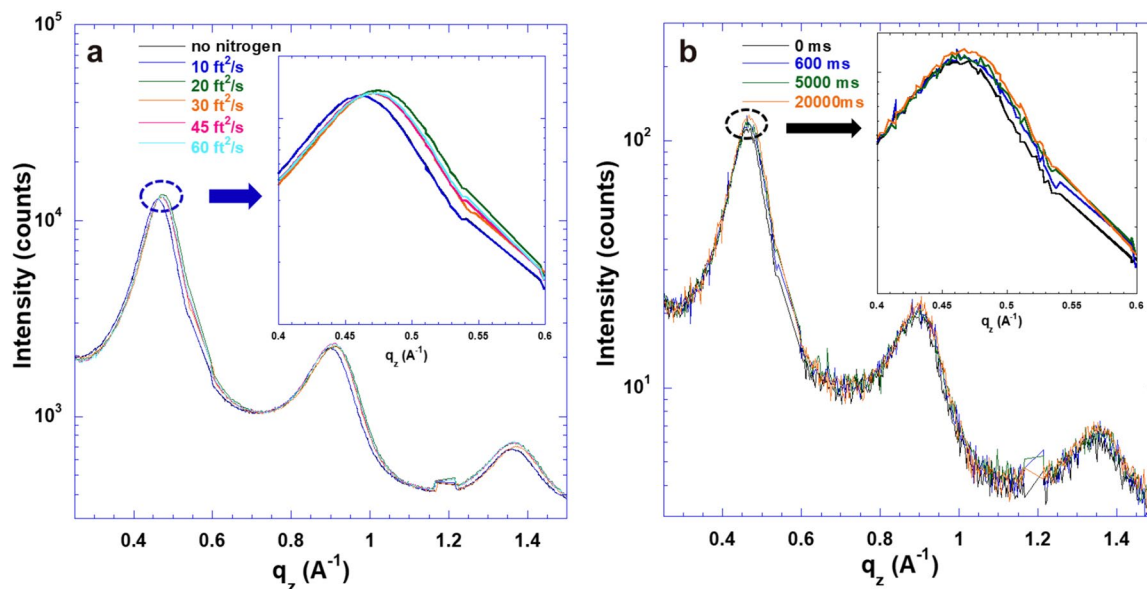 a
no nitrogen
10 ft²/s
20 ft²/s
30 ft²/s
45 ft²/s
60 ft²/s
10⁵
10⁴
10³
Intensity (counts)
0.4 0.6 0.8 1 1.2 1.4
q_z (A⁻¹)
0.4 0.45 0.5 0.55 0.6
q_z (A⁻¹)
b
0 ms
600 ms
5000 ms
20000ms
10²
10¹
Intensity (counts)
0.4 0.6 0.8 1 1.2 1.4
q_z (A⁻¹)
0.4 0.45 0.5 0.55 0.6
q_z (A⁻¹)